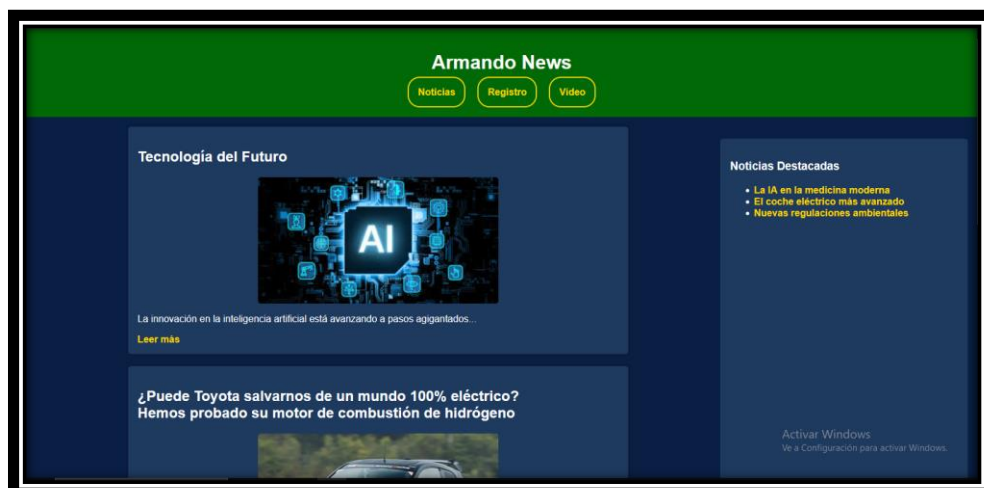 Armando News
Noticias
Registro
Video
Tecnología del Futuro
AI
La innovación en la inteligencia artificial está avanzando a pasos agigantados...
Leer más
¿Puede Toyota salvarnos de un mundo 100% eléctrico?
Hemos probado su motor de combustión de hidrógeno
Noticias Destacadas
La IA en la medicina moderna
El coche eléctrico más avanzado
Nuevas regulaciones ambientales
Activar Windows
Ve a Configuración para activar Windows.